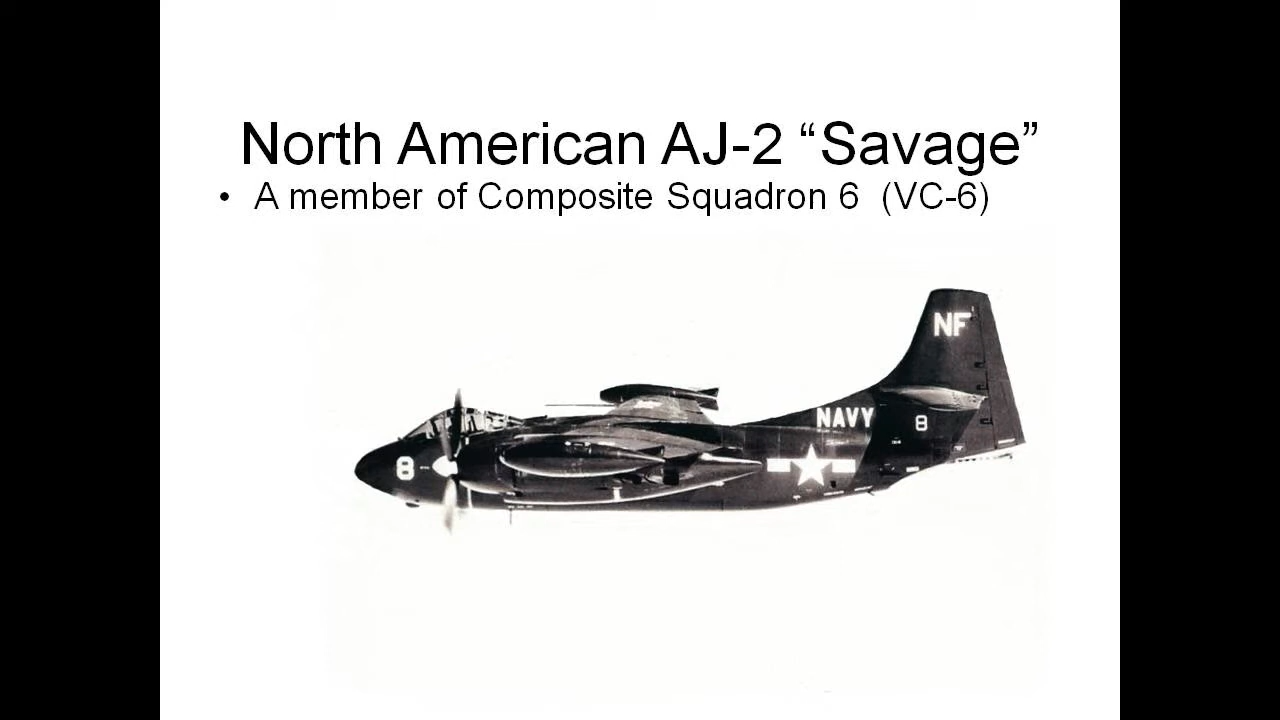 North American AJ-2 “Savage”
• A member of Composite Squadron 6 (VC-6)
NF
NAVY
8
8